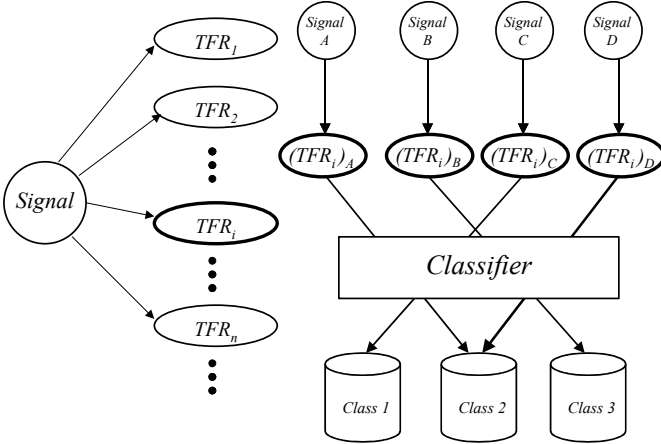 Signal
TFR1
TFR2
TFRi
TFRn
Signal
A
Signal
B
Signal
C
Signal
D
(TFRi)A
(TFRi)B
(TFRi)C
(TFRi)D
Classifier
Class 1
Class 2
Class 3